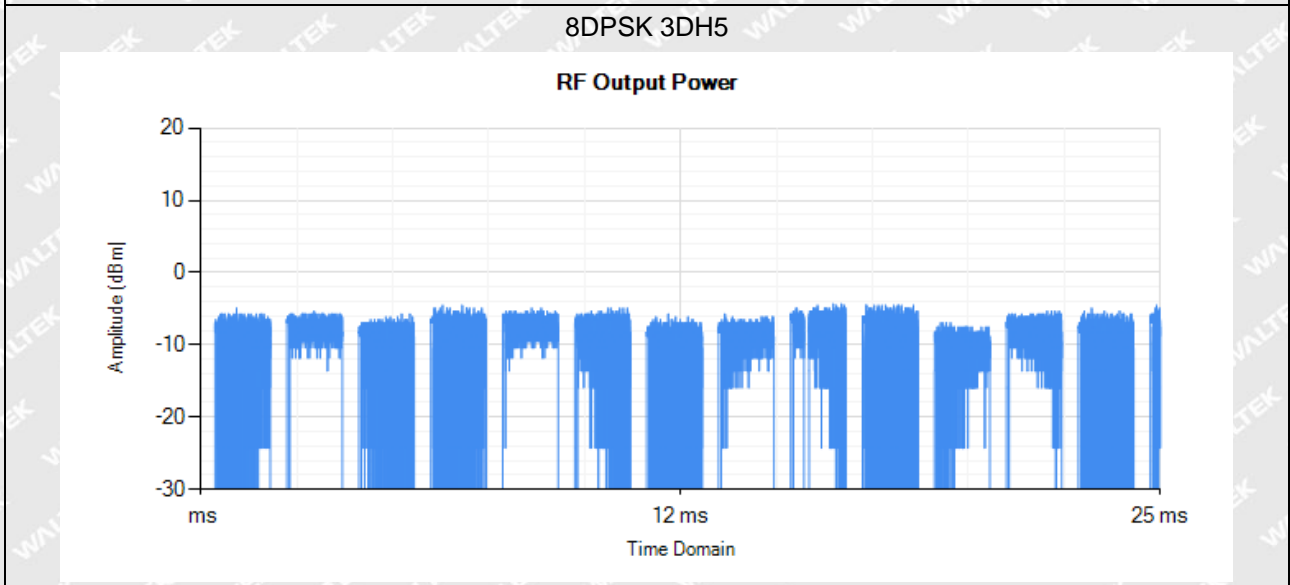 8DPSK 3DH5
RF Output Power
20
10
0
-10
-20
-30
Amplitude [dBm]
ms
12 ms
25 ms
Time Domain
WALTEK